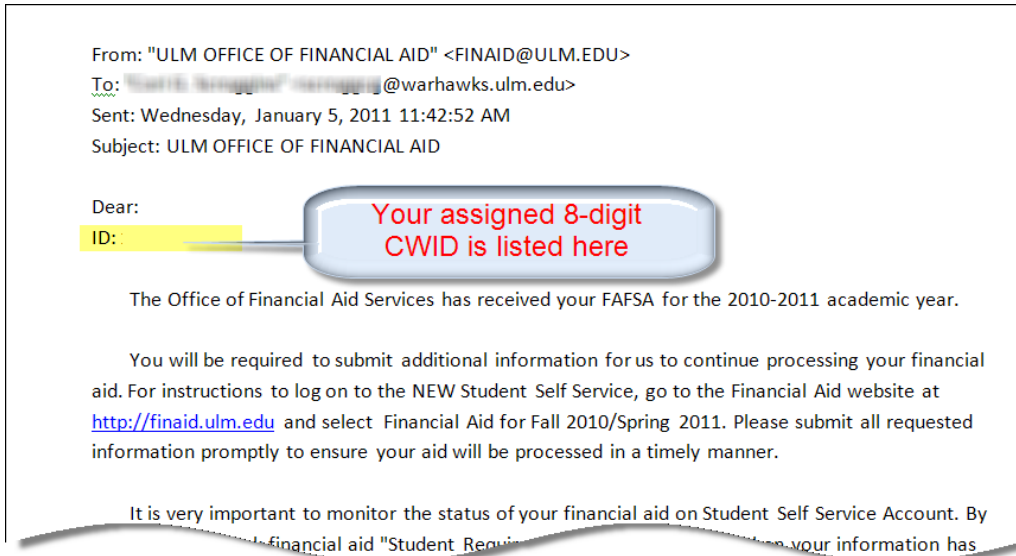 From: "ULM OFFICE OF FINANCIAL AID" <FINAID@ULM.EDU>
To: @warhawks.ulm.edu>
Sent: Wednesday, January 5, 2011 11:42:52 AM
Subject: ULM OFFICE OF FINANCIAL AID
Dear:
ID:
Your assigned 8-digit
CWID is listed here
The Office of Financial Aid Services has received your FAFSA for the 2010-2011 academic year.
You will be required to submit additional information for us to continue processing your financial
aid. For instructions to log on to the NEW Student Self Service, go to the Financial Aid website at
http://finaid.ulm.edu and select Financial Aid for Fall 2010/Spring 2011. Please submit all requested
information promptly to ensure your aid will be processed in a timely manner.
It is very important to monitor the status of your financial aid on Student Self Service Account. By
financial aid "Student your information has